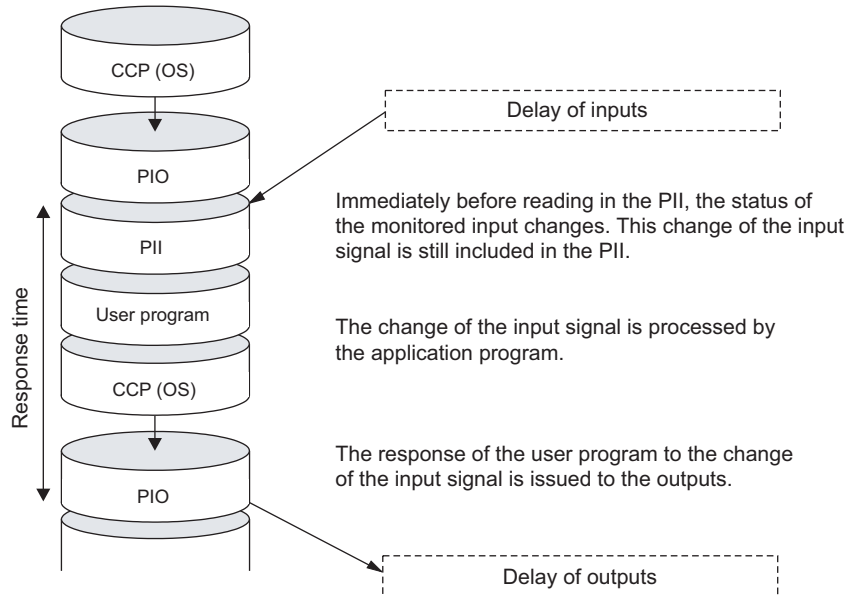 CCP (OS)
Delay of inputs
PIO
Immediately before reading in the PII, the status of
the monitored input changes. This change of the input
signal is still included in the PII.
PII
Response time
User program
The change of the input signal is processed by
the application program.
CCP (OS)
The response of the user program to the change
of the input signal is issued to the outputs.
PIO
Delay of outputs